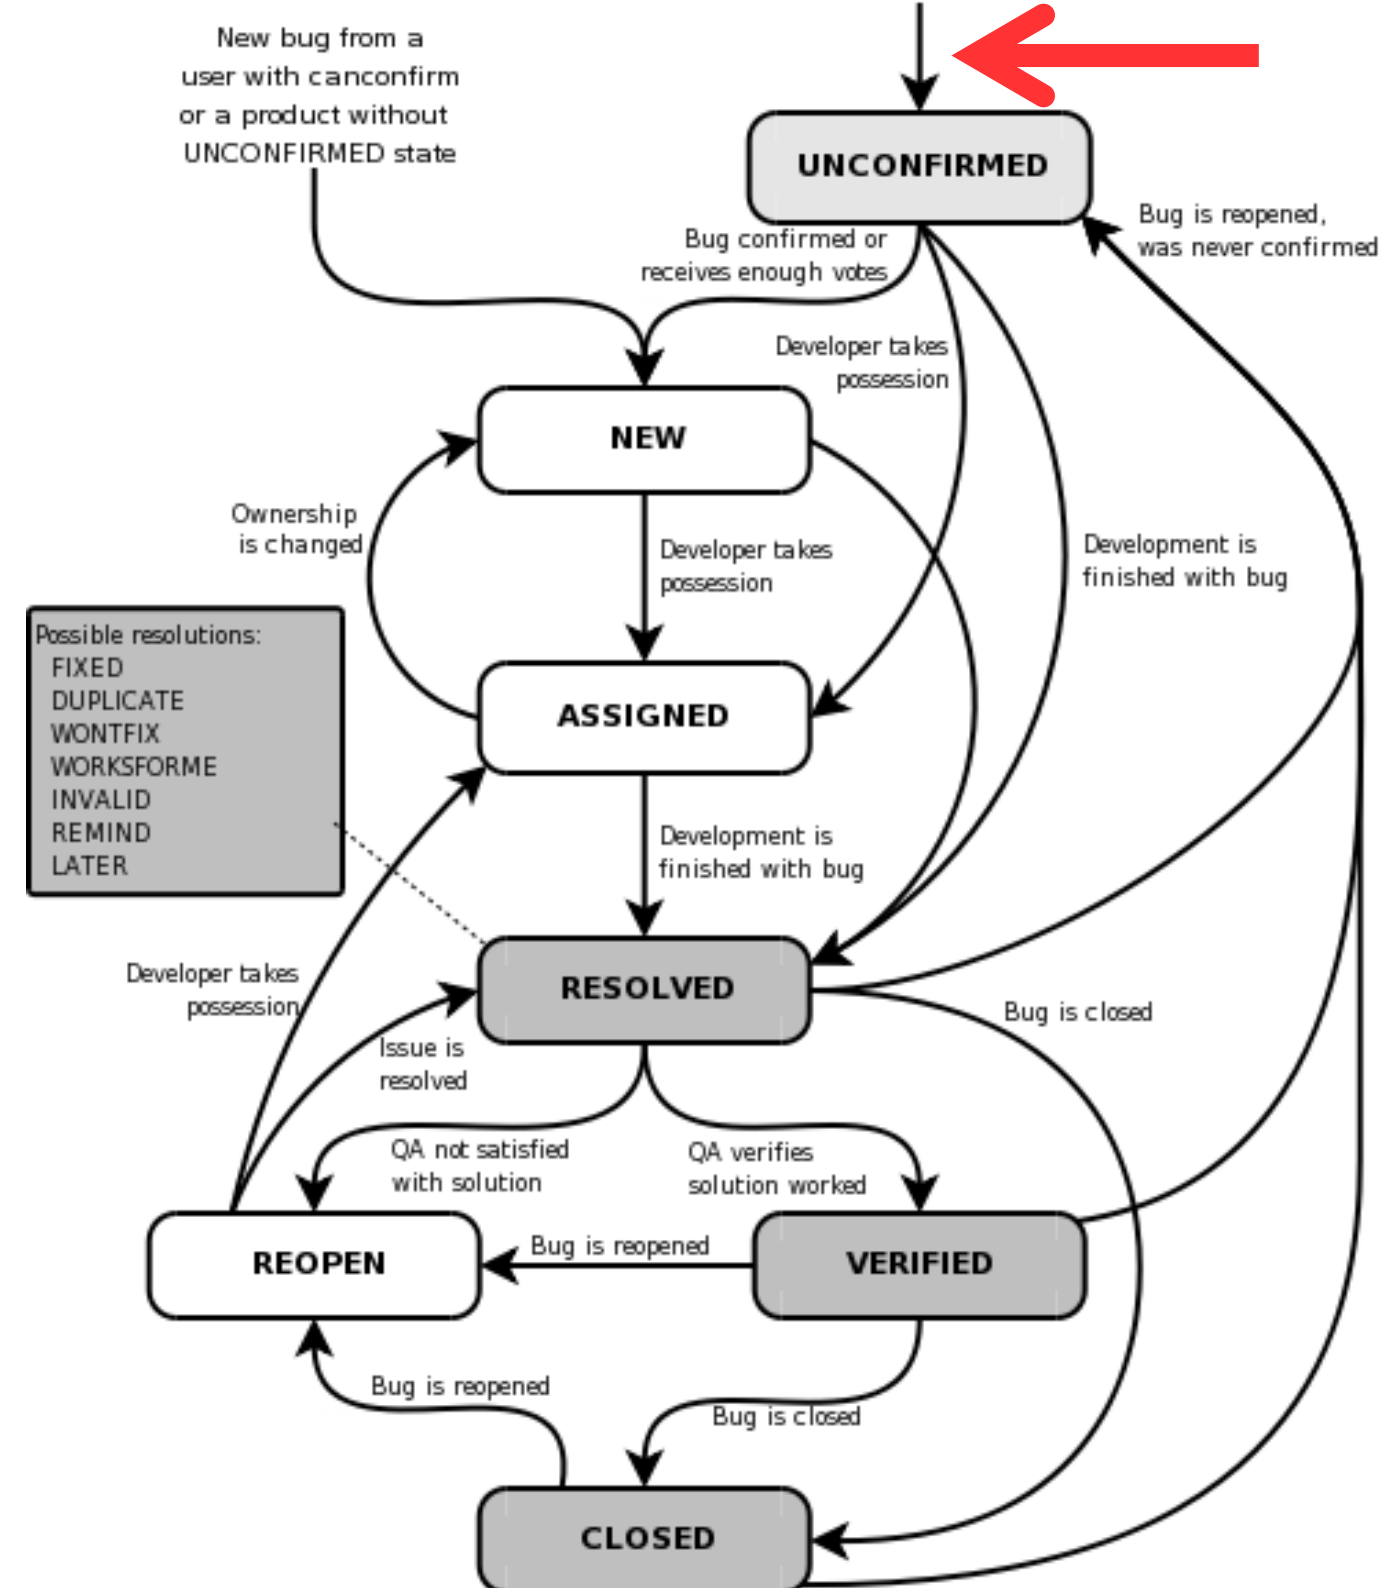 New bug from a
user with canconfirm
or a product without
UNCONFIRMED state
UNCONFIRMED
Bug is reopened,
was never confirmed
Bug confirmed or
receives enough votes
Developer takes
possession
NEW
Ownership
is changed
Developer takes
possession
Development is
finished with bug
Possible resolutions:
FIXED
DUPLICATE
WONTFIX
WORKSFORME
INVALID
REMIND
LATER
ASSIGNED
Development is
finished with bug
Developer takes
possession
RESOLVED
Bug is closed
Issue is
resolved
QA not satisfied
with solution
QA verifies
solution worked
REOPEN
Bug is reopened
VERIFIED
Bug is reopened
Bug is closed
CLOSED